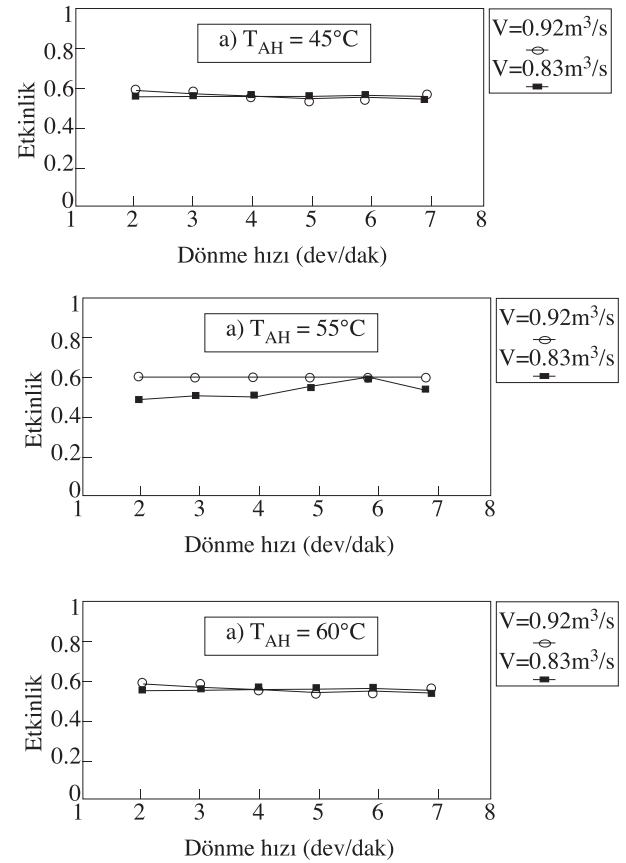 1
0.8
0.6
0.4
0.2
0
Etkinlik
a) T_AH = 45°C
V=0.92m³/s
V=0.83m³/s
1 2 3 4 5 6 7 8
Dönme hızı (dev/dak)
1
0.8
0.6
0.4
0.2
0
Etkinlik
a) T_AH = 55°C
V=0.92m³/s
V=0.83m³/s
1 2 3 4 5 6 7 8
Dönme hızı (dev/dak)
1
0.8
0.6
0.4
0.2
0
Etkinlik
a) T_AH = 60°C
V=0.92m³/s
V=0.83m³/s
1 2 3 4 5 6 7 8
Dönme hızı (dev/dak)